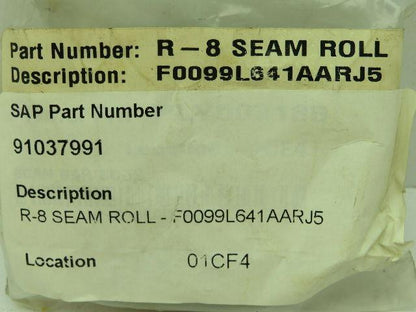 Part Number: R-8 SEAM ROLL
Description: F0099L641AARJ5
SAP Part Number
91037991
Description
R-8 SEAM ROLL - F0099L641AARJ5
Location 01CF4